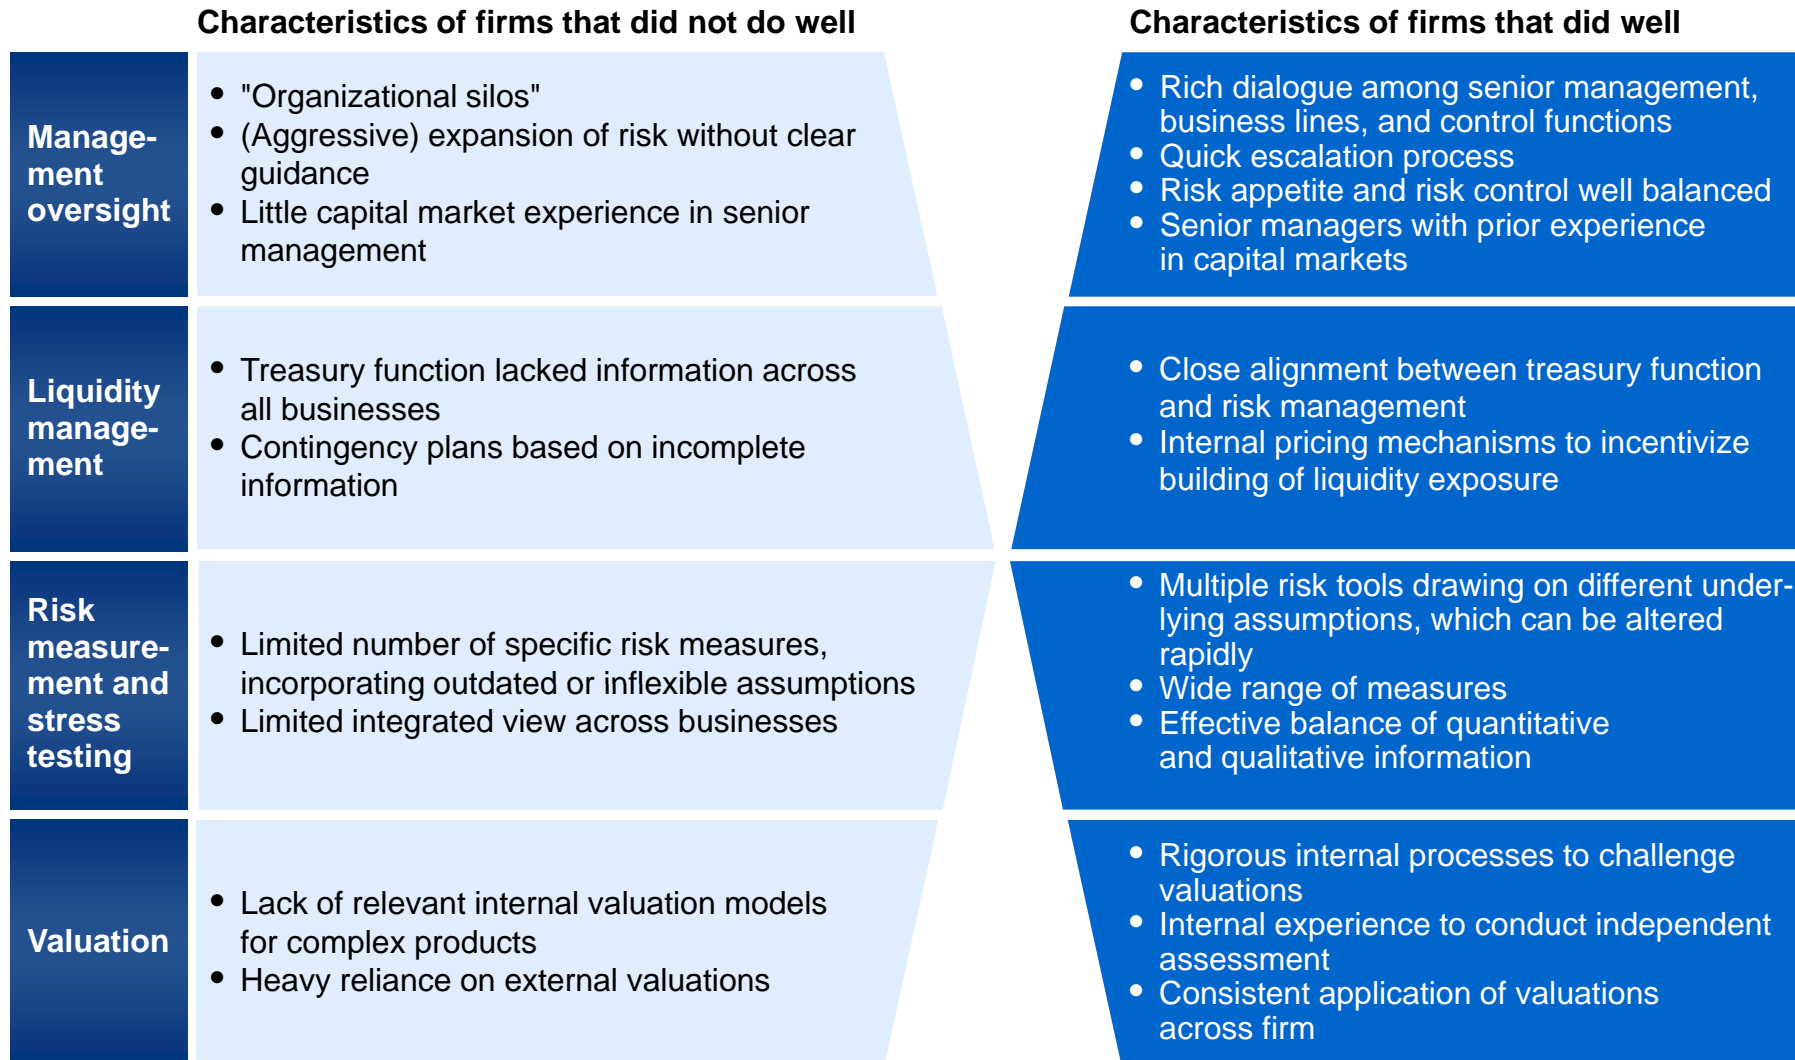 Characteristics of firms that did not do well
Characteristics of firms that did well
Manage-
ment
oversight
• "Organizational silos"
• (Aggressive) expansion of risk without clear
guidance
• Little capital market experience in senior
management
• Rich dialogue among senior management,
business lines, and control functions
• Quick escalation process
• Risk appetite and risk control well balanced
• Senior managers with prior experience
in capital markets
Liquidity
manage-
ment
• Treasury function lacked information across
all businesses
• Contingency plans based on incomplete
information
• Close alignment between treasury function
and risk management
• Internal pricing mechanisms to incentivize
building of liquidity exposure
Risk
measure-
ment and
stress
testing
• Limited number of specific risk measures,
incorporating outdated or inflexible assumptions
• Limited integrated view across businesses
• Multiple risk tools drawing on different under-
lying assumptions, which can be altered
rapidly
• Wide range of measures
• Effective balance of quantitative
and qualitative information
Valuation
• Lack of relevant internal valuation models
for complex products
• Heavy reliance on external valuations
• Rigorous internal processes to challenge
valuations
• Internal experience to conduct independent
assessment
• Consistent application of valuations
across firm